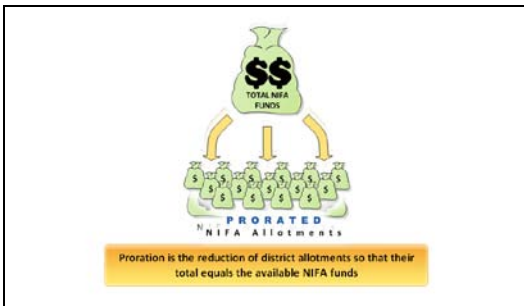 $$
TOTAL NIFA
FUNDS
$ $ $ $ $ $ $
$ $ $ $ $ $
PRORATED
NIFA Allotments
Proration is the reduction of district allotments so that their
total equals the available NIFA funds